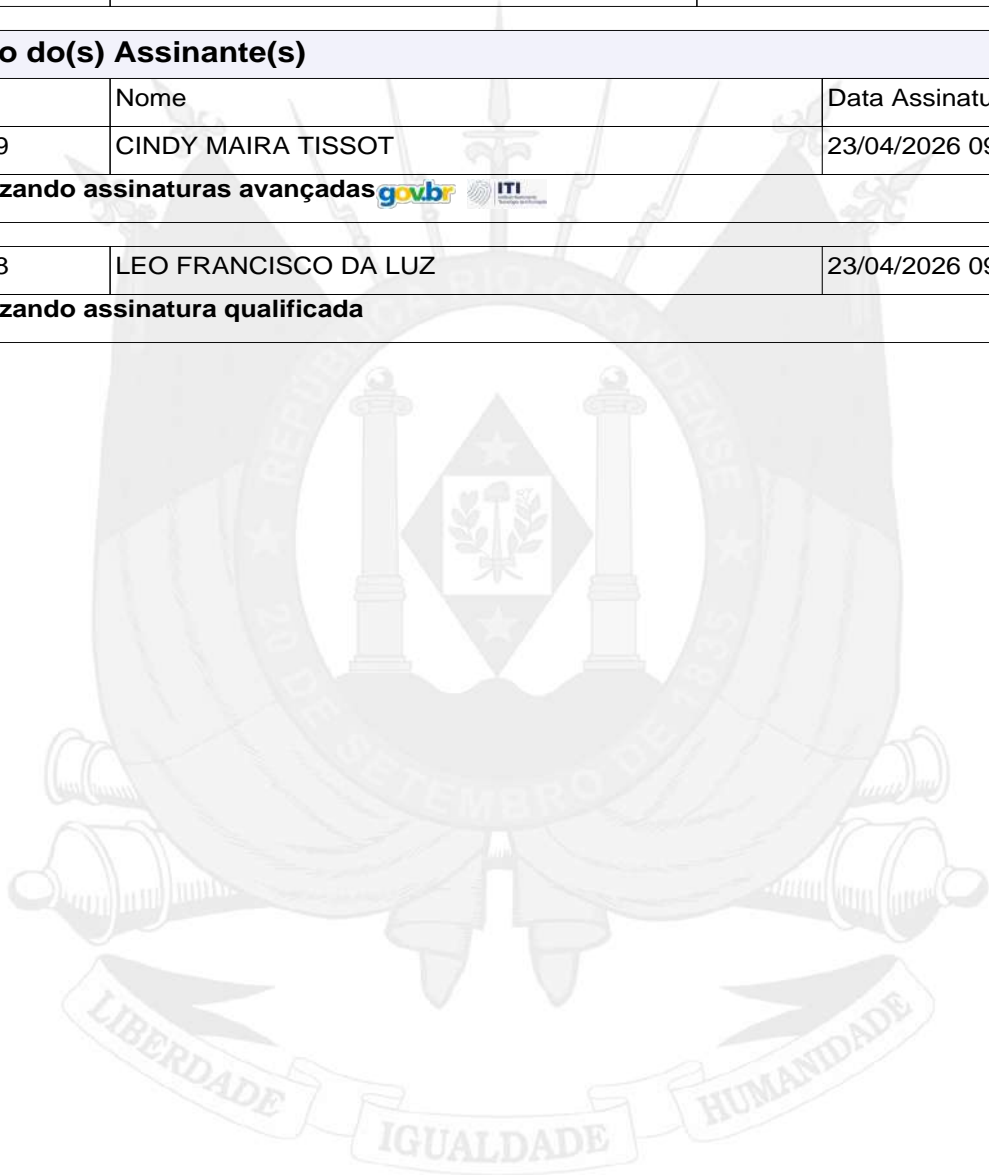 o do(s) Assinante(s)
Nome Data Assinatu
9 CINDY MAIRA TISSOT 23/04/2026 09
zando assinaturas avançadas gov.br ITI
3 LEO FRANCISCO DA LUZ 23/04/2026 09
zando assinatura qualificada
REPÚBLICA RIO-GRANDENSE
20 DE SETEMBRO DE 1835
LIBERDADE
IGUALDADE
HUMANIDADE